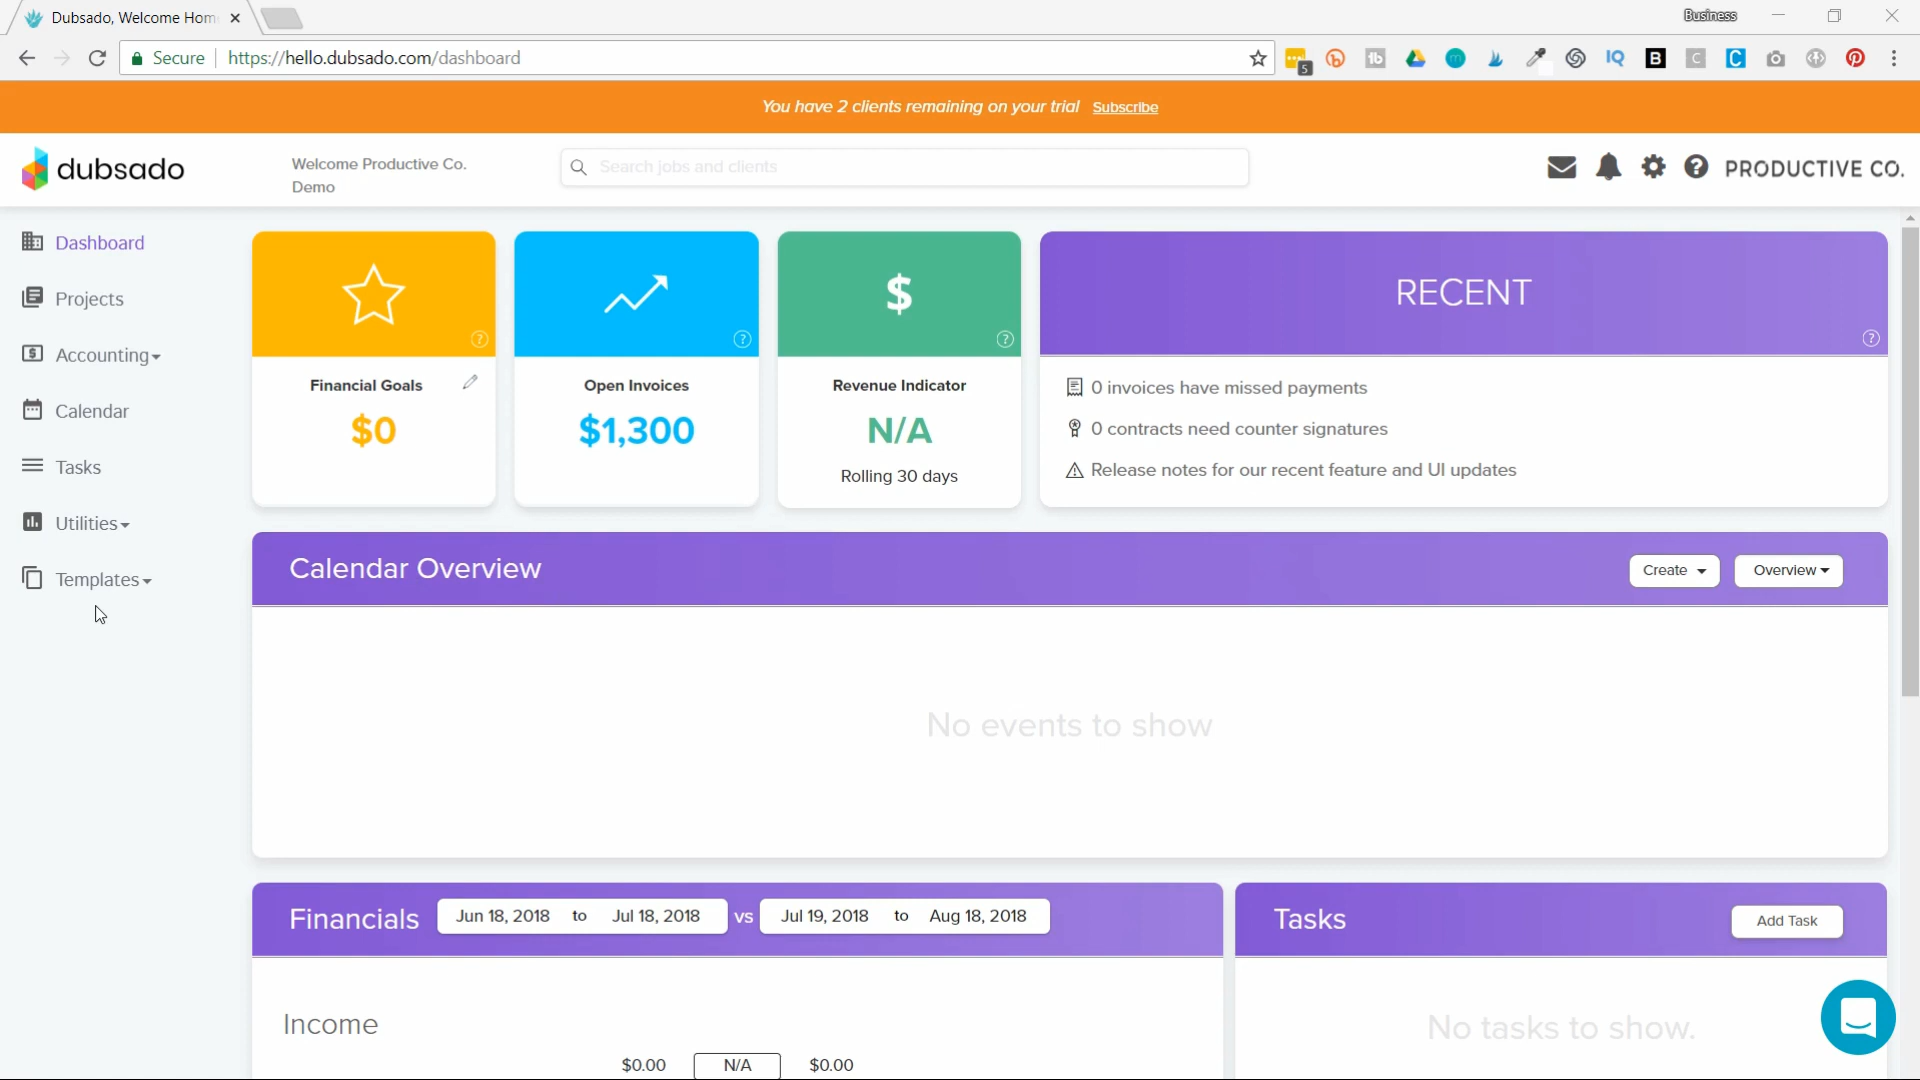 Dubsado, Welcome Hom
Business
Secure
https://hello.dubsado.com/dashboard
5
You have 2 clients remaining on your trial Subscribe
dubsado
Welcome Productive Co.
Demo
Search jobs and clients
PRODUCTIVE CO.
Dashboard
Projects
Accounting
Calendar
Tasks
Utilities
Templates
Financial Goals
$0
Open Invoices
$1,300
Revenue Indicator
N/A
Rolling 30 days
RECENT
0 invoices have missed payments
0 contracts need counter signatures
Release notes for our recent feature and UI updates
Calendar Overview
Create
Overview
No events to show
Financials
Jun 18, 2018 to Jul 18, 2018 vs Jul 19, 2018 to Aug 18, 2018
Income
$0.00 N/A $0.00
Tasks
Add Task
No tasks to show.